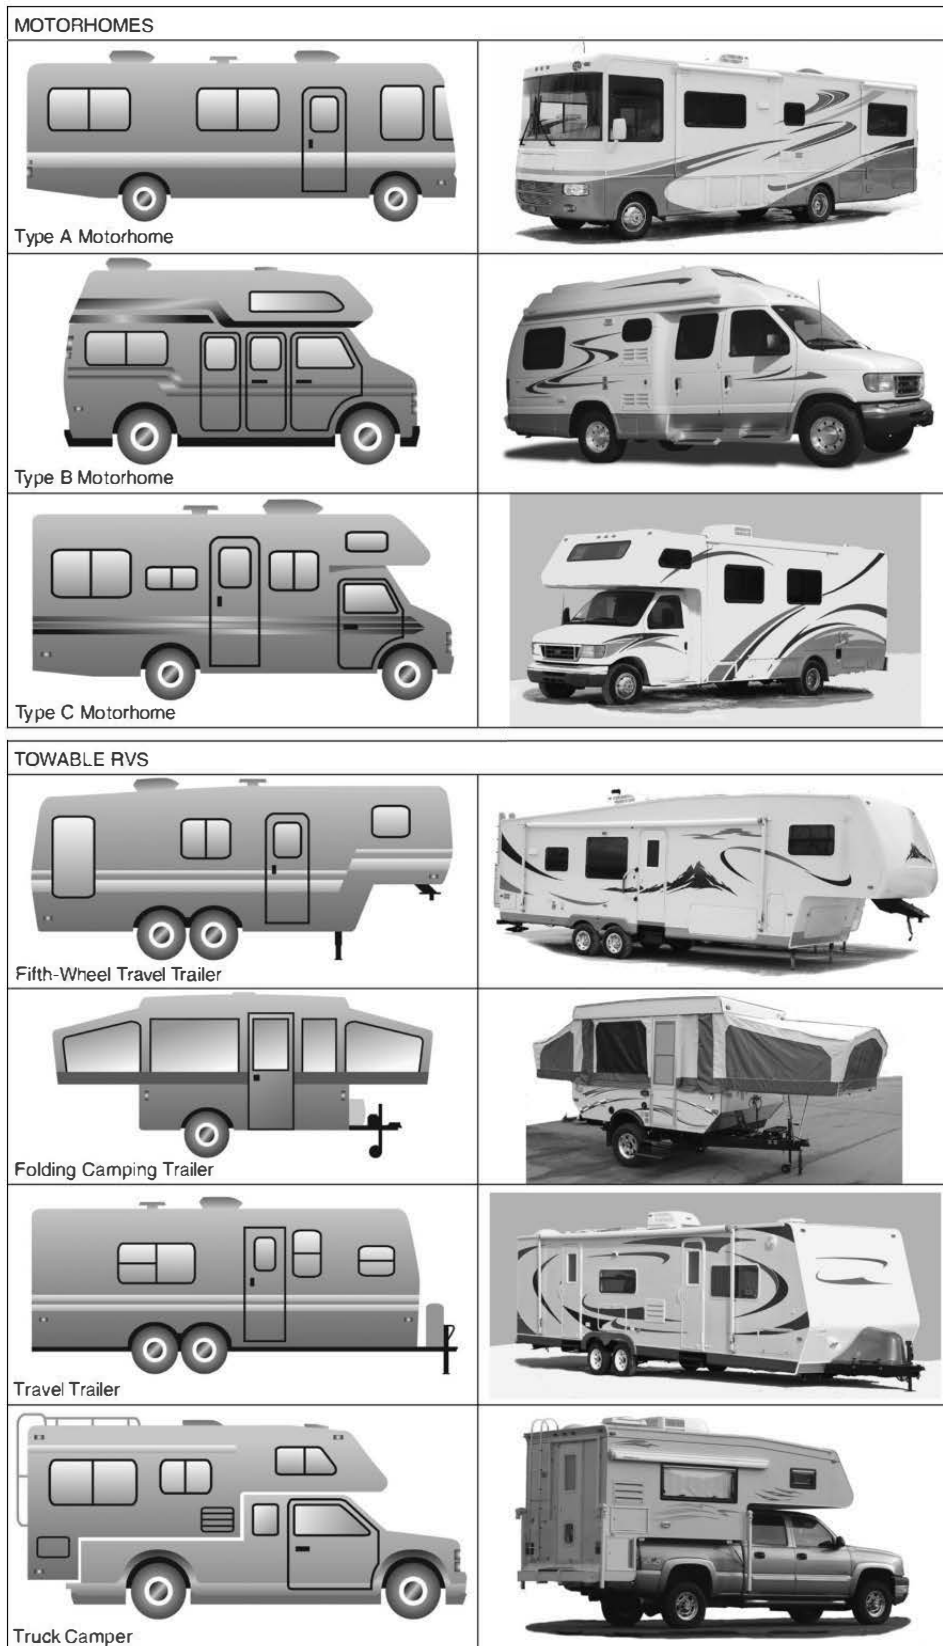 MOTORHOMES
Type A Motorhome
Type B Motorhome
Type C Motorhome
TOWABLE RVS
Fifth-Wheel Travel Trailer
Folding Camping Trailer
Travel Trailer
Truck Camper